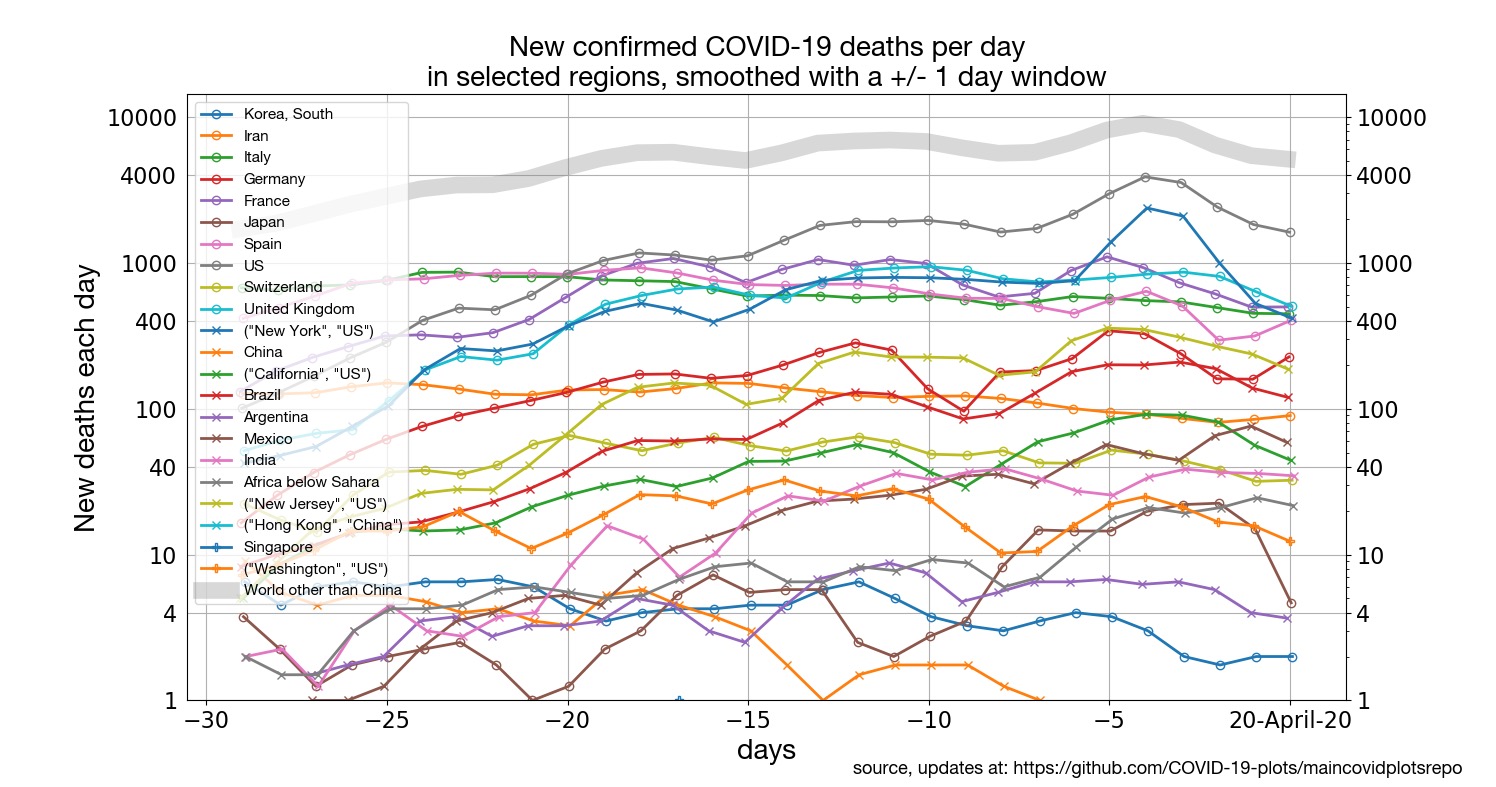 New confirmed COVID-19 deaths per day
in selected regions, smoothed with a +/- 1 day window
New deaths each day
10000
4000
1000
400
100
40
10
4
1
Korea, South
Iran
Italy
Germany
France
Japan
Spain
US
Switzerland
United Kingdom
("New York", "US")
China
("California", "US")
Brazil
Argentina
Mexico
India
Africa below Sahara
("New Jersey", "US")
("Hong Kong", "China")
Singapore
("Washington", "US")
World other than China
10000
4000
1000
400
100
40
10
4
1
−30 −25 −20 −15 −10 −5 20-April-20
days
source, updates at: https://github.com/COVID-19-plots/maincovidplotsrepo